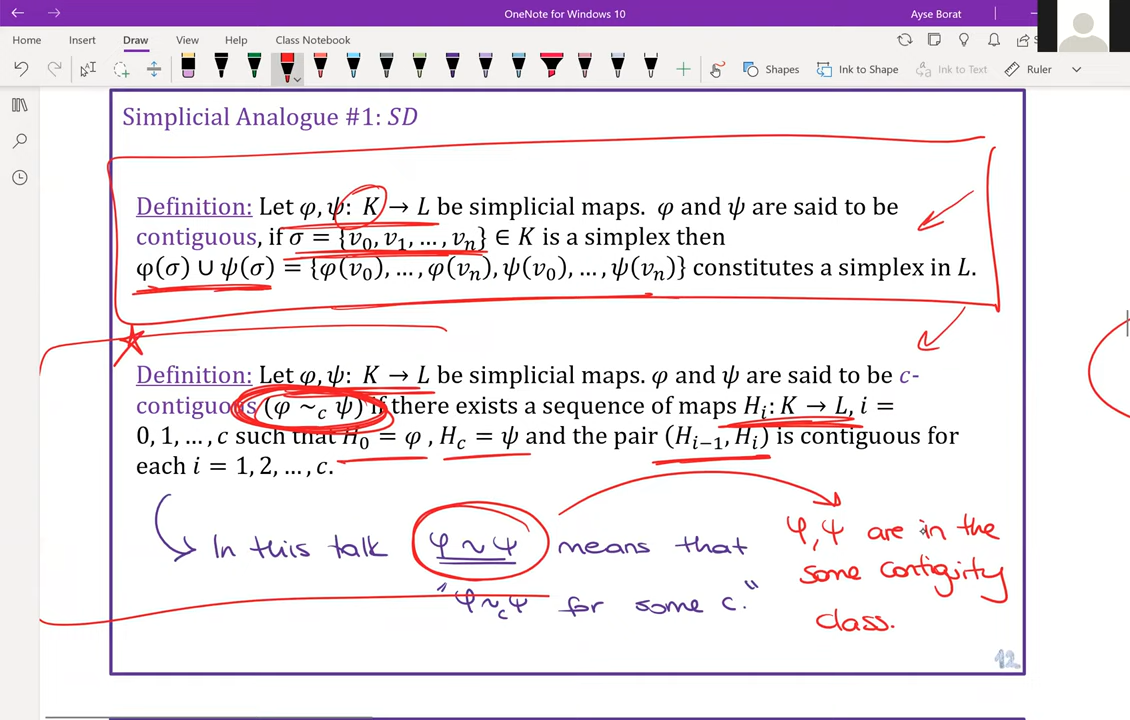 OneNote for Windows 10
Ayse Borat
Home Insert Draw View Help Class Notebook
Shapes Ink to Shape Ink to Text Ruler
Simplicial Analogue #1: SD
Definition: Let φ, ψ: K → L be simplicial maps. φ and ψ are said to be
contiguous, if σ = {v₀, v₁, … , vₙ} ∈ K is a simplex then
φ(σ) ∪ ψ(σ) = {φ(v₀), … , φ(vₙ), ψ(v₀), … , ψ(vₙ)} constitutes a simplex in L.
Definition: Let φ, ψ: K → L be simplicial maps. φ and ψ are said to be c-
contiguous (φ ~c ψ) if there exists a sequence of maps Hᵢ: K → L, i =
0, 1, … , c such that H₀ = φ , H_c = ψ and the pair (Hᵢ₋₁, Hᵢ) is contiguous for
each i = 1, 2, … , c.
In this talk φ ~ ψ means that
"φ ~c ψ for some c."
φ, ψ are in the
same contiguity
class.
12